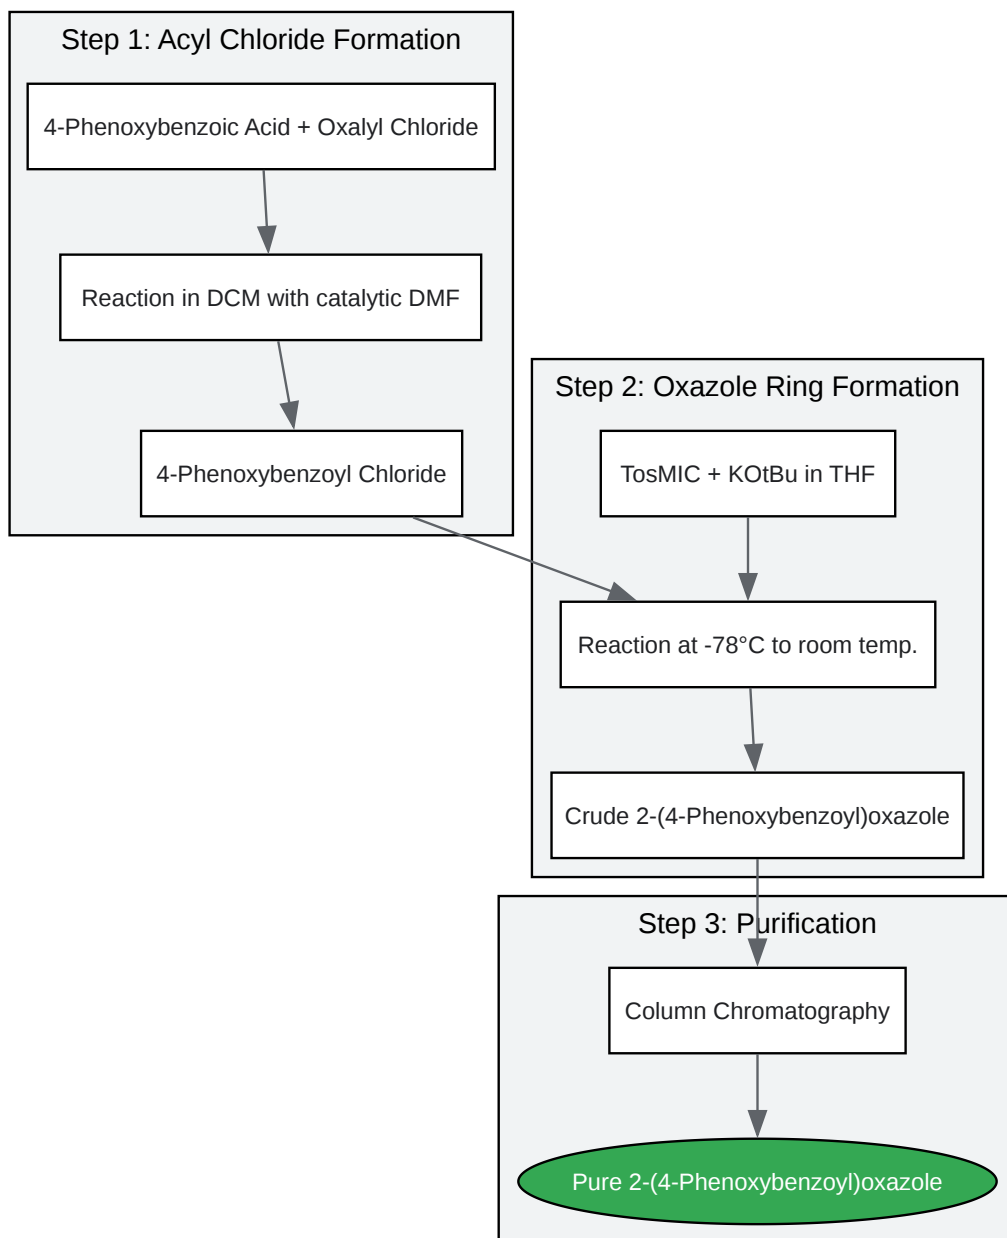 Step 1: Acyl Chloride Formation
4-Phenoxybenzoic Acid + Oxalyl Chloride
Reaction in DCM with catalytic DMF
4-Phenoxybenzoyl Chloride
Step 2: Oxazole Ring Formation
TosMIC + KOtBu in THF
Reaction at -78°C to room temp.
Crude 2-(4-Phenoxybenzoyl)oxazole
Step 3: Purification
Column Chromatography
Pure 2-(4-Phenoxybenzoyl)oxazole